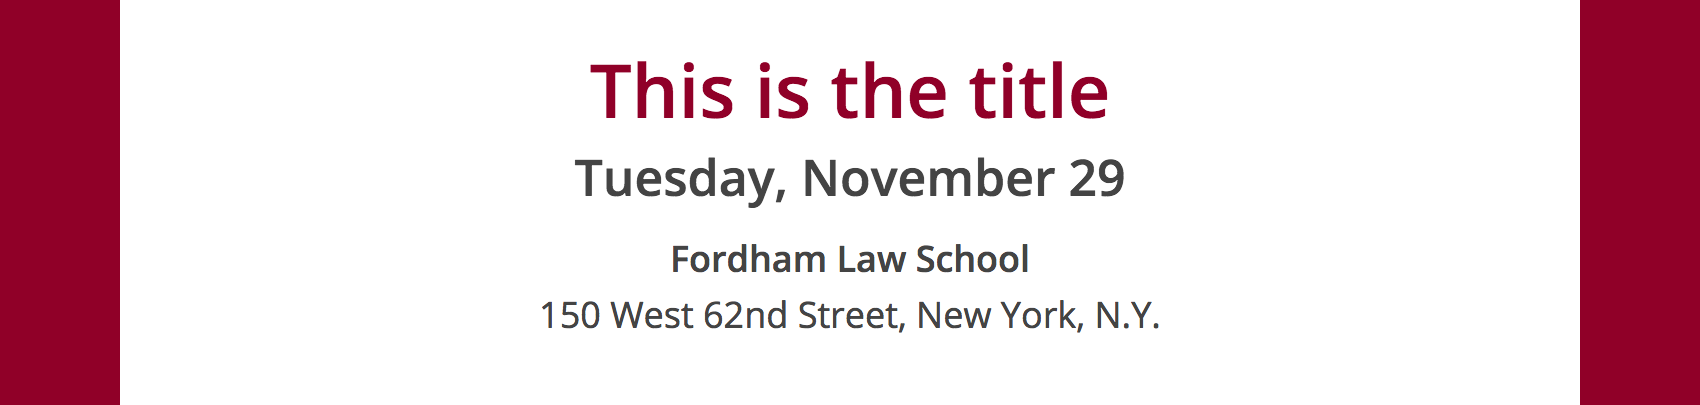 This is the title
Tuesday, November 29
Fordham Law School
150 West 62nd Street, New York, N.Y.